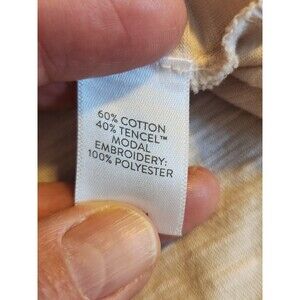 60% COTTON
40% TENCEL™
MODAL
EMBROIDERY:
100% POLYESTER